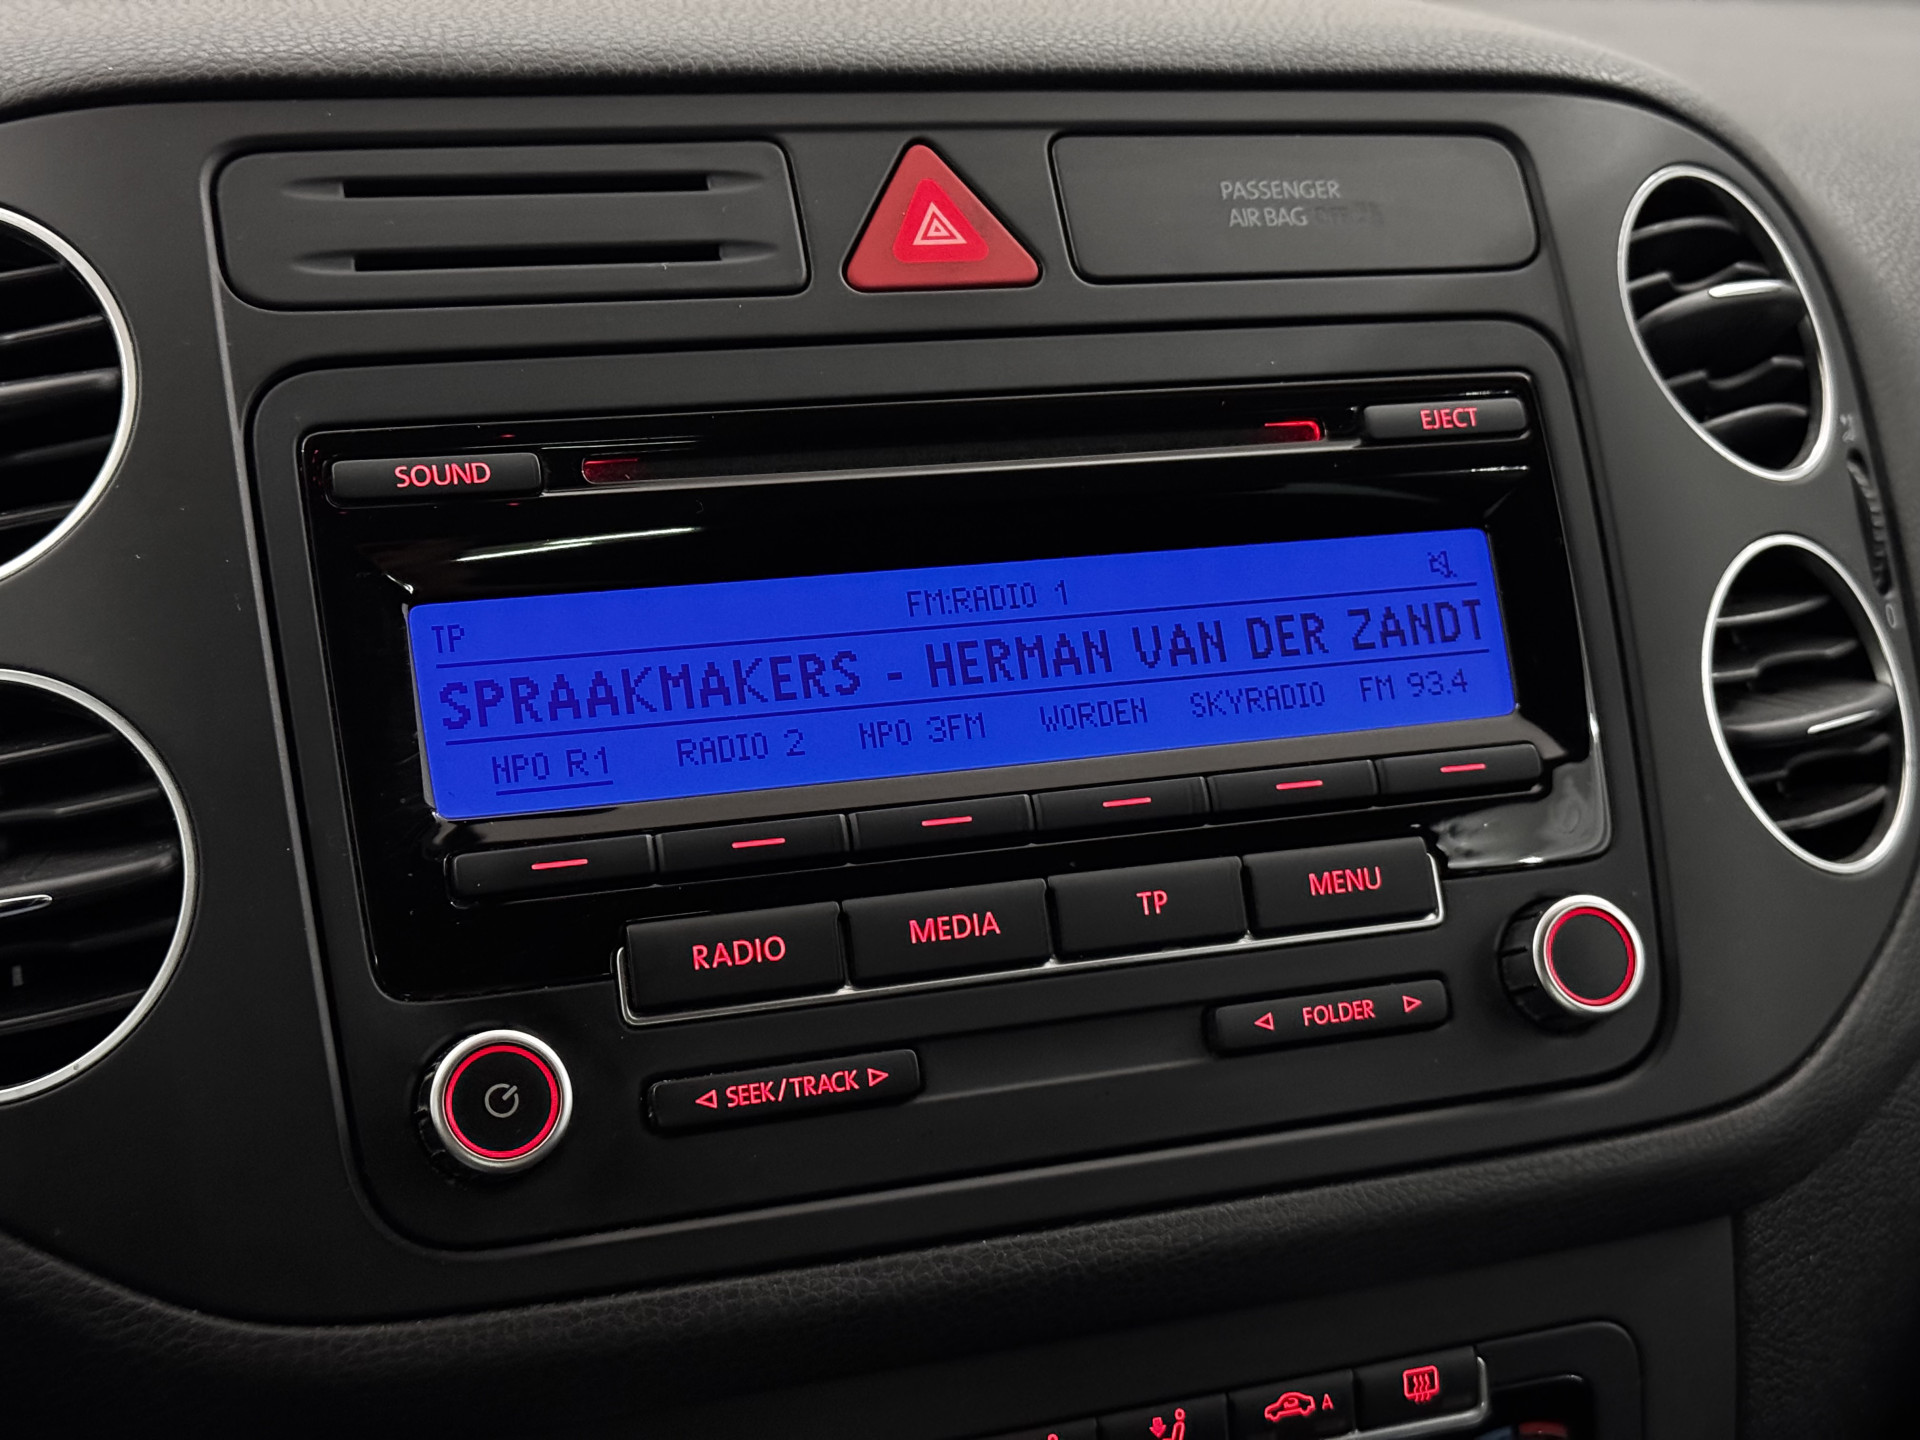 PASSENGER
AIR BAG
EJECT
SOUND
FM:RADIO 1
TP
SPRAAKMAKERS - HERMAN VAN DER ZANDT
NPO R1 RADIO 2 NPO 3FM WORDEN SKYRADIO FM 93.4
RADIO MEDIA TP MENU
FOLDER
SEEK/TRACK
A